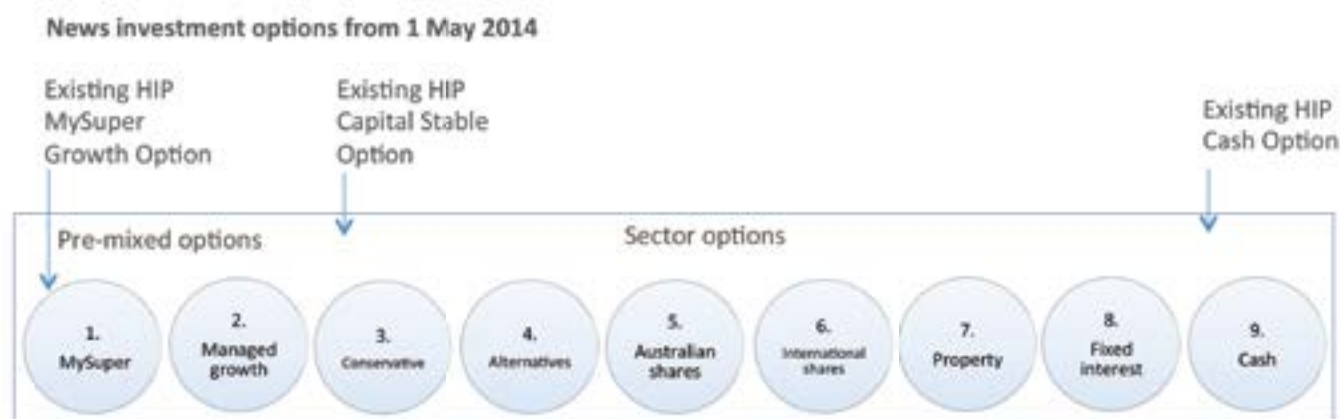 News investment options from 1 May 2014
Existing HIP
MySuper
Growth Option
Existing HIP
Capital Stable
Option
Existing HIP
Cash Option
Pre-mixed options
Sector options
1.
MySuper
2.
Managed
growth
3.
Conservative
4.
Alternatives
5.
Australian
shares
6.
International
shares
7.
Property
8.
Fixed
interest
9.
Cash